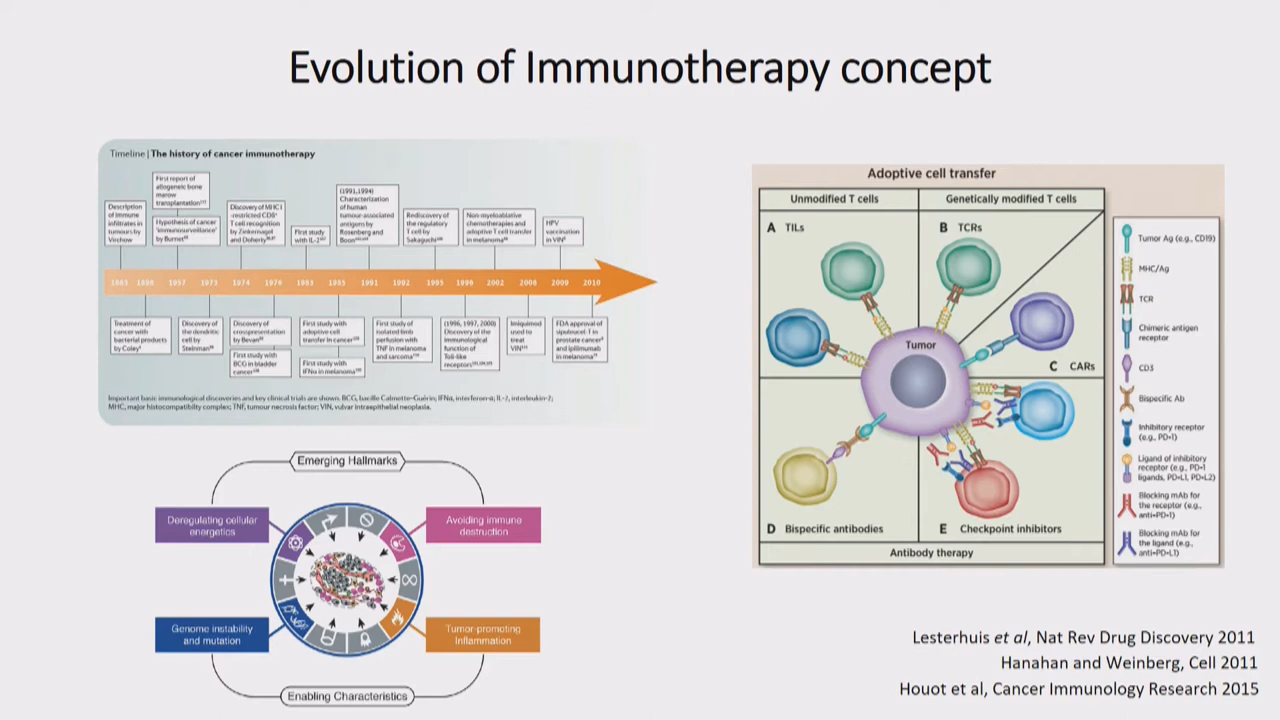 Evolution of Immunotherapy concept
Timeline | The history of cancer immunotherapy
Description
of immune
infiltrates in
tumours by
Virchow
First report of
allogeneic bone
marrow
transplantation
Hypothesis of cancer
'immunosurveillance'
by Burnet
Discovery of MHC I
-restricted CD8+
T cell recognition
by Zinkernagel
and Doherty
First study
with IL-2
(1991,1994)
Characterization
of human
tumour-associated
antigens by
Rosenberg and
Boon
Rediscovery of
the regulatory
T cell by
Sakaguchi
Non-myeloablative
chemotherapies and
adoptive T cell transfer
in melanoma
HPV
vaccination
in VIN
1957 1973 1974 1976 1983 1985 1991 1992 1995 1996 2002 2008 2009 2010
Treatment of
cancer with
bacterial products
by Coley
Discovery of
the dendritic
cell by
Steinman
Discovery of
crosspresentation
by Bevan
First study with
BCG in bladder
cancer
First study with
adoptive cell
transfer in cancer
First study with
IFNα in melanoma
First study of
isolated limb
perfusion with
TNF in melanoma
and sarcoma
(1996, 1997, 2000)
Discovery of the
immunological
function of
Toll-like
receptors
Imiquimod
used to
treat
VIN
FDA approval of
sipuleucel-T in
prostate cancer
and ipilimumab
in melanoma
Important basic immunological discoveries and key clinical trials are shown. BCG, bacille Calmette-Guérin; IFNα, interferon-α; IL-2, interleukin-2;
MHC, major histocompatibility complex; TNF, tumour necrosis factor; VIN, vulvar intraepithelial neoplasia.
Emerging Hallmarks
Deregulating cellular
energetics
Avoiding immune
destruction
Genome instability
and mutation
Tumor-promoting
Inflammation
Enabling Characteristics
Adoptive cell transfer
Unmodified T cells
Genetically modified T cells
A TILs
B TCRs
Tumor
C CARs
D Bispecific antibodies
E Checkpoint inhibitors
Antibody therapy
Tumor Ag (e.g., CD19)
MHC/Ag
TCR
Chimeric antigen
receptor
CD3
Bispecific Ab
Inhibitory receptor
(e.g., PD-1)
Ligand of inhibitory
receptor (e.g., PD-1
ligands, PD-L1, PD-L2)
Blocking mAb for
the receptor (e.g.,
anti-PD-1)
Blocking mAb for
the ligand (e.g.,
anti-PD-L1)
Lesterhuis et al, Nat Rev Drug Discovery 2011
Hanahan and Weinberg, Cell 2011
Houot et al, Cancer Immunology Research 2015